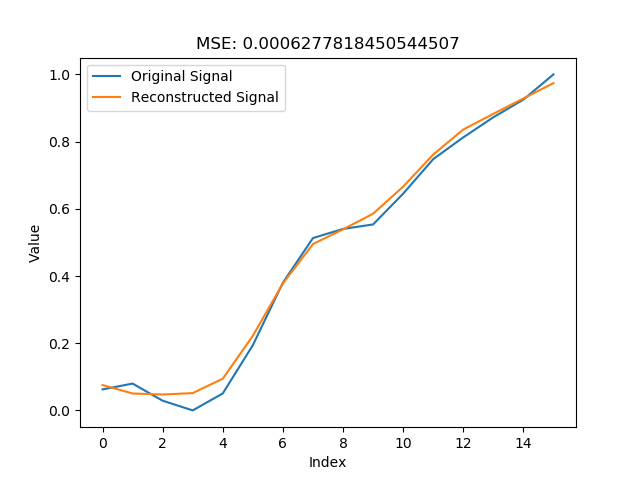 MSE: 0.0006277818450544507
Original Signal
Reconstructed Signal
1.0
0.8
0.6
0.4
0.2
0.0
Value
0 2 4 6 8 10 12 14
Index